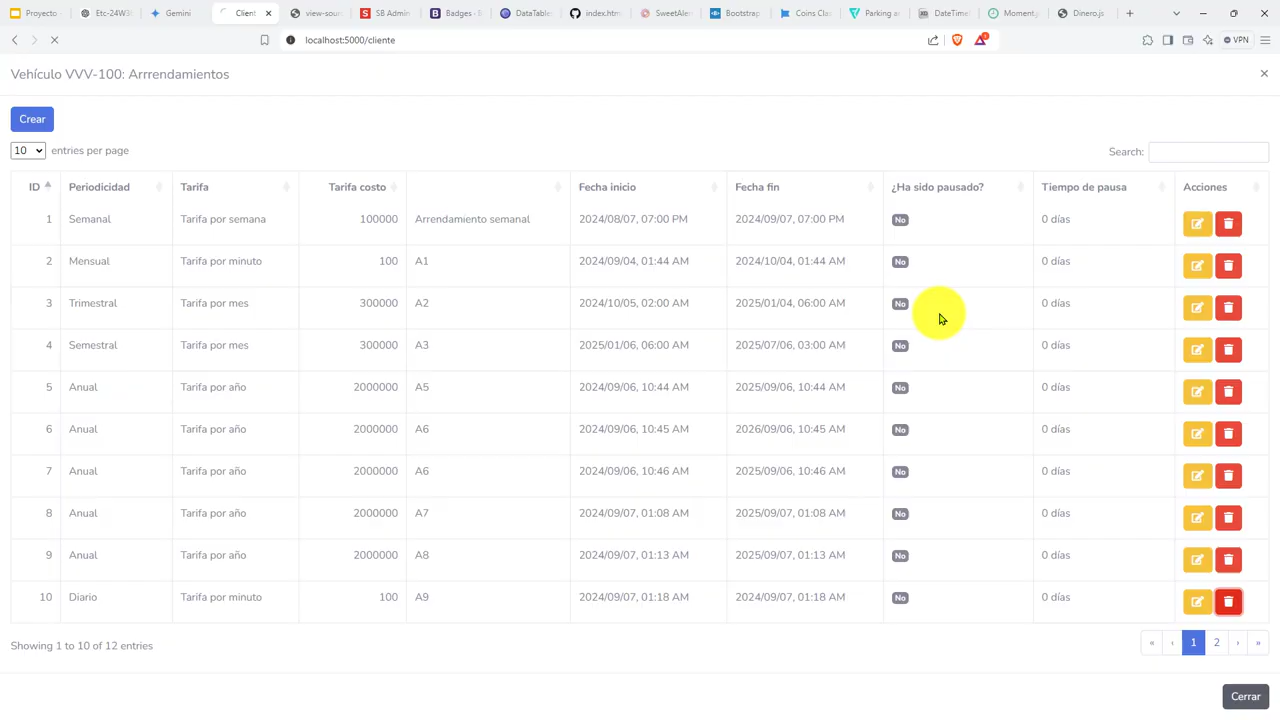 Proyecto
Etc-24W3
Gemini
Client
view-sour
SB Admin
Badges · S
DataTable
index.htm
SweetAler
Bootstrap
Coins Cla
Parking a
DateTime
Moment.j
Dinero.js
localhost:5000/cliente
VPN
Vehículo VVV-100: Arrrendamientos
Crear
10 entries per page
Search:
ID Periodicidad Tarifa Tarifa costo Fecha inicio Fecha fin ¿Ha sido pausado? Tiempo de pausa Acciones
1 Semanal Tarifa por semana 100000 Arrendamiento semanal 2024/08/07, 07:00 PM 2024/09/07, 07:00 PM No 0 días
2 Mensual Tarifa por minuto 100 A1 2024/09/04, 01:44 AM 2024/10/04, 01:44 AM No 0 días
3 Trimestral Tarifa por mes 300000 A2 2024/10/05, 02:00 AM 2025/01/04, 06:00 AM No 0 días
4 Semestral Tarifa por mes 300000 A3 2025/01/06, 06:00 AM 2025/07/06, 03:00 AM No 0 días
5 Anual Tarifa por año 2000000 A5 2024/09/06, 10:44 AM 2025/09/06, 10:44 AM No 0 días
6 Anual Tarifa por año 2000000 A6 2024/09/06, 10:45 AM 2026/09/06, 10:45 AM No 0 días
7 Anual Tarifa por año 2000000 A6 2024/09/06, 10:46 AM 2025/09/06, 10:46 AM No 0 días
8 Anual Tarifa por año 2000000 A7 2024/09/07, 01:08 AM 2025/09/07, 01:08 AM No 0 días
9 Anual Tarifa por año 2000000 A8 2024/09/07, 01:13 AM 2025/09/07, 01:13 AM No 0 días
10 Diario Tarifa por minuto 100 A9 2024/09/07, 01:18 AM 2024/09/07, 01:18 AM No 0 días
Showing 1 to 10 of 12 entries
« ‹ 1 2 › »
Cerrar